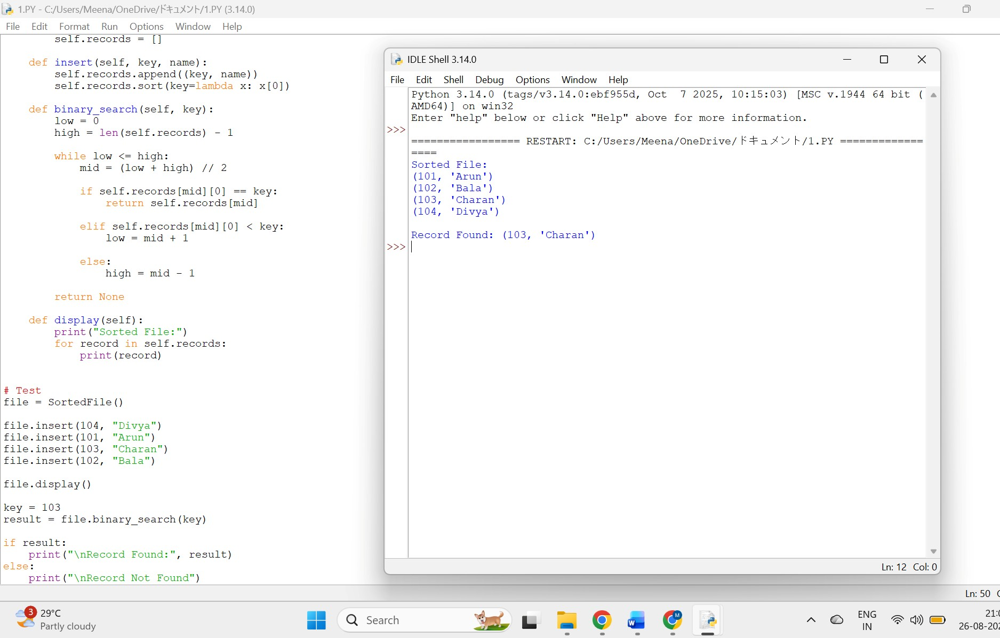 1.PY - C:/Users/Meena/OneDrive/ドキュメント/1.PY (3.14.0)
File Edit Format Run Options Window Help
        self.records = []

    def insert(self, key, name):
        self.records.append((key, name))
        self.records.sort(key=lambda x: x[0])

    def binary_search(self, key):
        low = 0
        high = len(self.records) - 1

        while low <= high:
            mid = (low + high) // 2

            if self.records[mid][0] == key:
                return self.records[mid]

            elif self.records[mid][0] < key:
                low = mid + 1

            else:
                high = mid - 1

        return None

    def display(self):
        print("Sorted File:")
        for record in self.records:
            print(record)

# Test
file = SortedFile()

file.insert(104, "Divya")
file.insert(101, "Arun")
file.insert(103, "Charan")
file.insert(102, "Bala")

file.display()

key = 103
result = file.binary_search(key)

if result:
    print("\nRecord Found:", result)
else:
    print("\nRecord Not Found")
IDLE Shell 3.14.0
File Edit Shell Debug Options Window Help
Python 3.14.0 (tags/v3.14.0:ebf955d, Oct  7 2025, 10:15:03) [MSC v.1944 64 bit (
AMD64)] on win32
Enter "help" below or click "Help" above for more information.
>>>
================= RESTART: C:/Users/Meena/OneDrive/ドキュメント/1.PY =============
====
Sorted File:
(101, 'Arun')
(102, 'Bala')
(103, 'Charan')
(104, 'Divya')

Record Found: (103, 'Charan')
>>>
Ln: 12 Col: 0
Ln: 50
3
29°C
Partly cloudy
Search
W
M
ENG
IN
21:
26-08-20